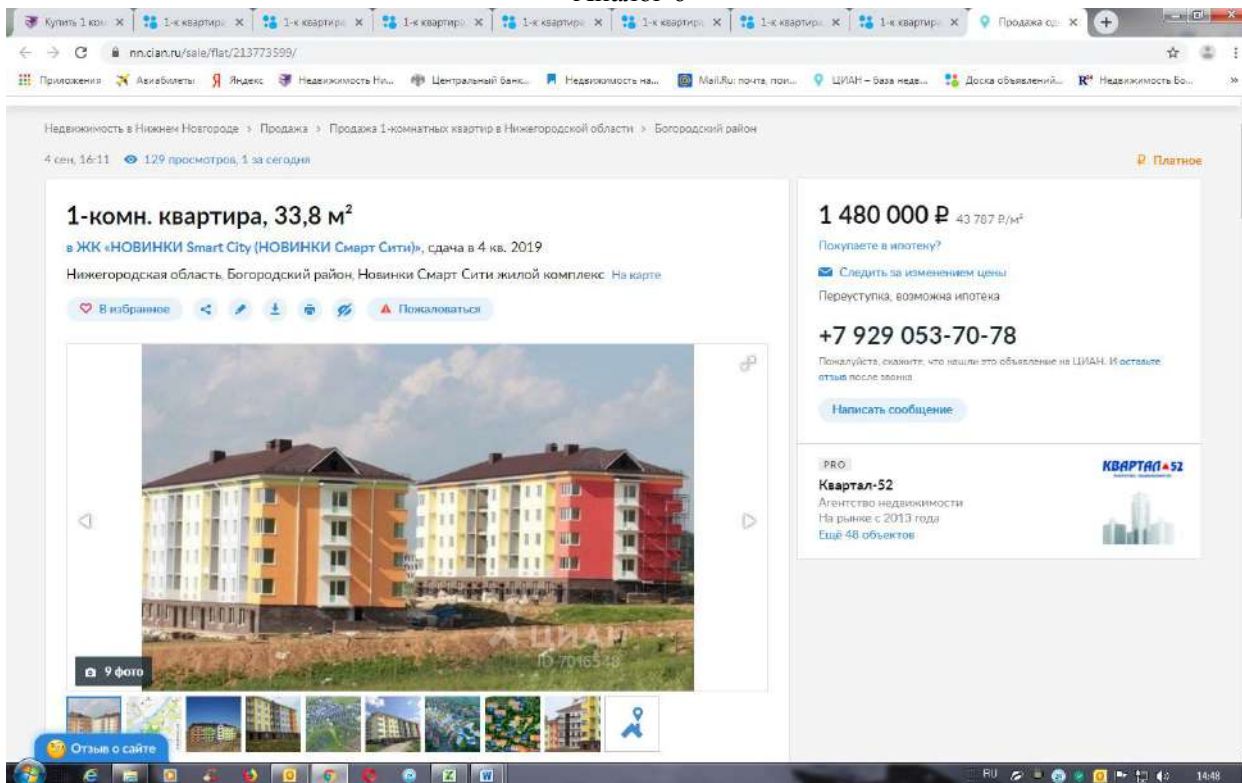 Купить 1 ком
1-к квартира
1-к квартира
1-к квартира
1-к квартира
1-к квартира
1-к квартира
1-к квартира
Продажа од
nn.cian.ru/sale/flat/213773599/
Приложения
Авиабилеты
Яндекс
Недвижимость Ни...
Центральный банк...
Недвижимость на...
Mail.Ru: почта, пои...
ЦИАН – база неде...
Доска объявлений...
Недвижимость Бо...
Недвижимость в Нижнем Новгороде > Продажа > Продажа 1-комнатных квартир в Нижегородской области > Богородский район
4 сен, 16:11 129 просмотров, 1 за сегодня
₽ Платное
1-комн. квартира, 33,8 м²
в ЖК «НОВИНКИ Smart City (НОВИНКИ Смарт Сити)», сдача в 4 кв. 2019
Нижегородская область, Богородский район, Новинки Смарт Сити жилой комплекс На карте
В избранное
Пожаловаться
1 480 000 ₽ 43 787 ₽/м²
Покупаете в ипотеку?
Следить за изменением цены
Переуступка, возможна ипотека
+7 929 053-70-78
Пожалуйста, скажите, что нашли это объявление на ЦИАН. И оставьте
отзыв после звонка
Написать сообщение
PRO
Квартал-52
Агентство недвижимости
На рынке с 2013 года
Ещё 48 объектов
КВАРТАЛ 52
ЦИАН
ID 7016548
9 фото
Отзыв о сайте
RU
14:48